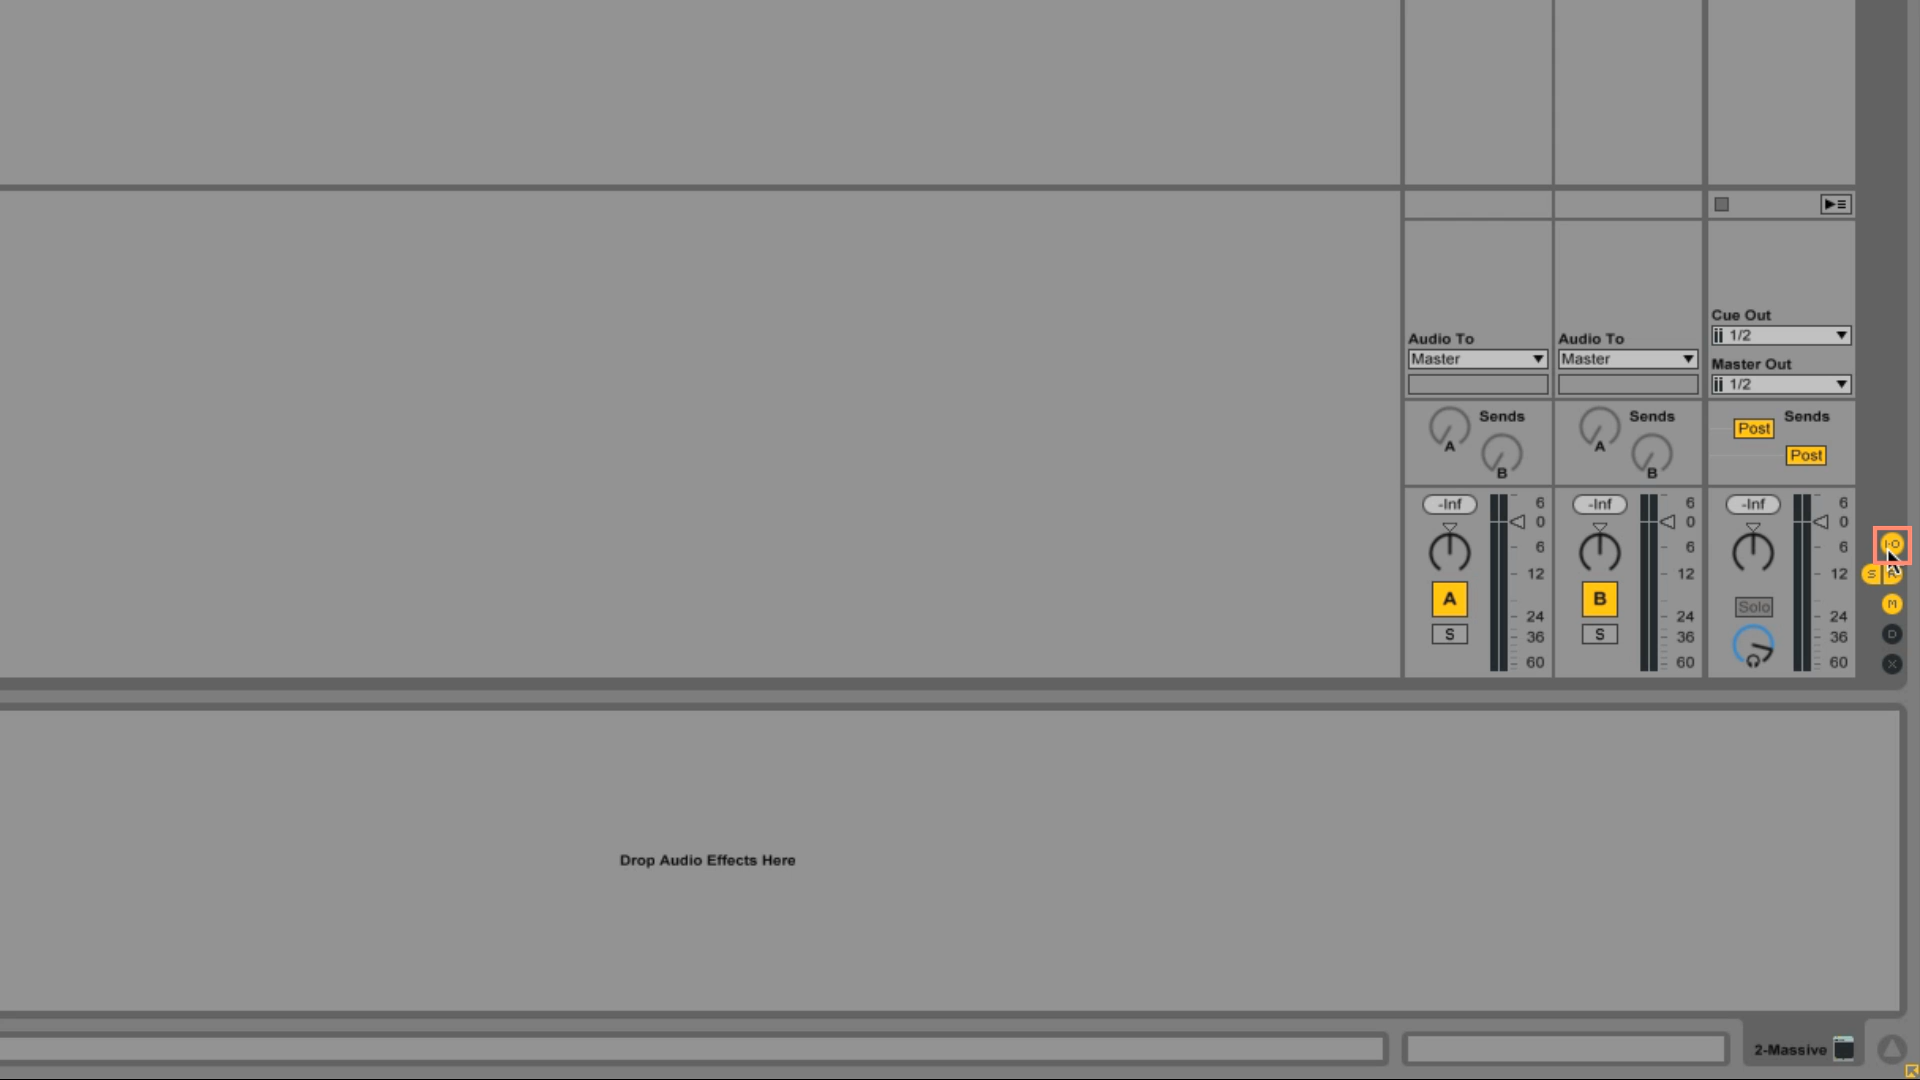 Cue Out
1/2
Audio To Audio To
Master Master
Master Out
1/2
Sends Sends Sends
A B A B
Post
Post
-Inf 6 0 6 12 24 36 60
A
S
-Inf 6 0 6 12 24 36 60
B
S
-Inf 6 0 6 12 24 36 60
Solo
I-O
S
M
D
X
Drop Audio Effects Here
2-Massive